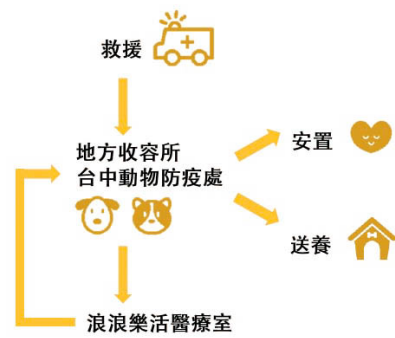 救援
地方收容所
台中動物防疫處
安置
送養
浪浪樂活醫療室